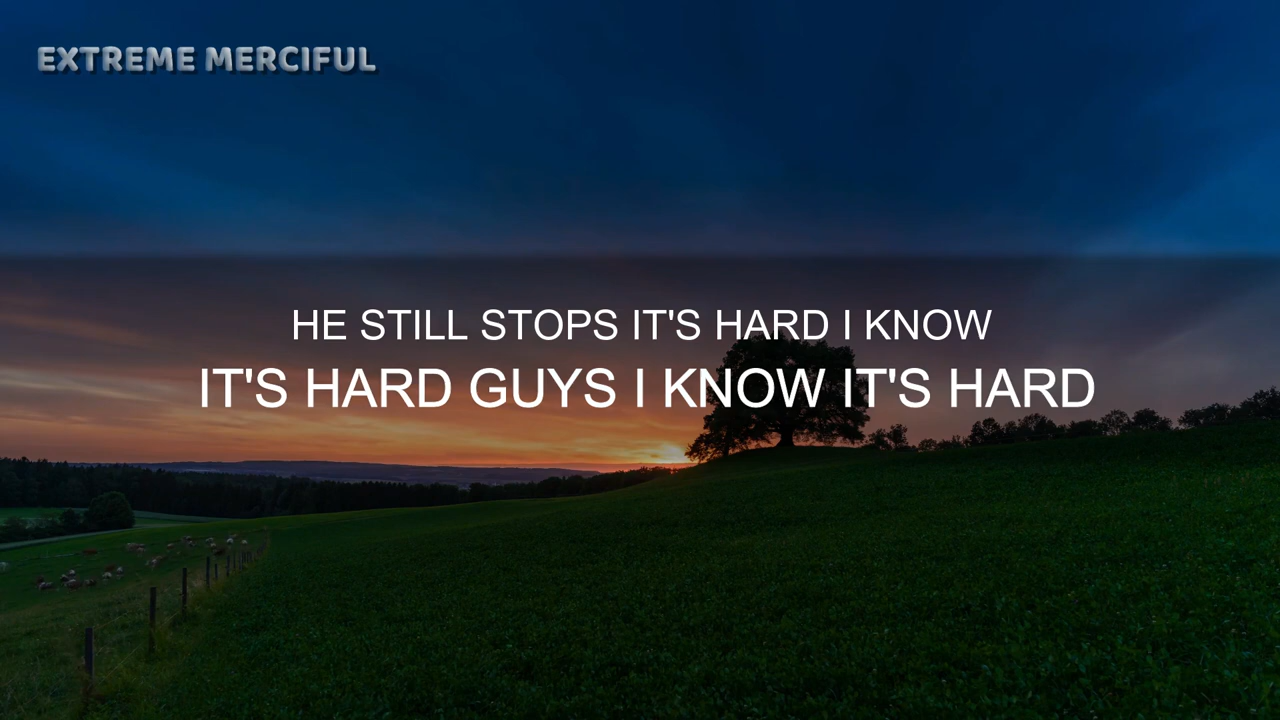 EXTREME MERCIFUL
HE STILL STOPS IT'S HARD I KNOW
IT'S HARD GUYS I KNOW IT'S HARD